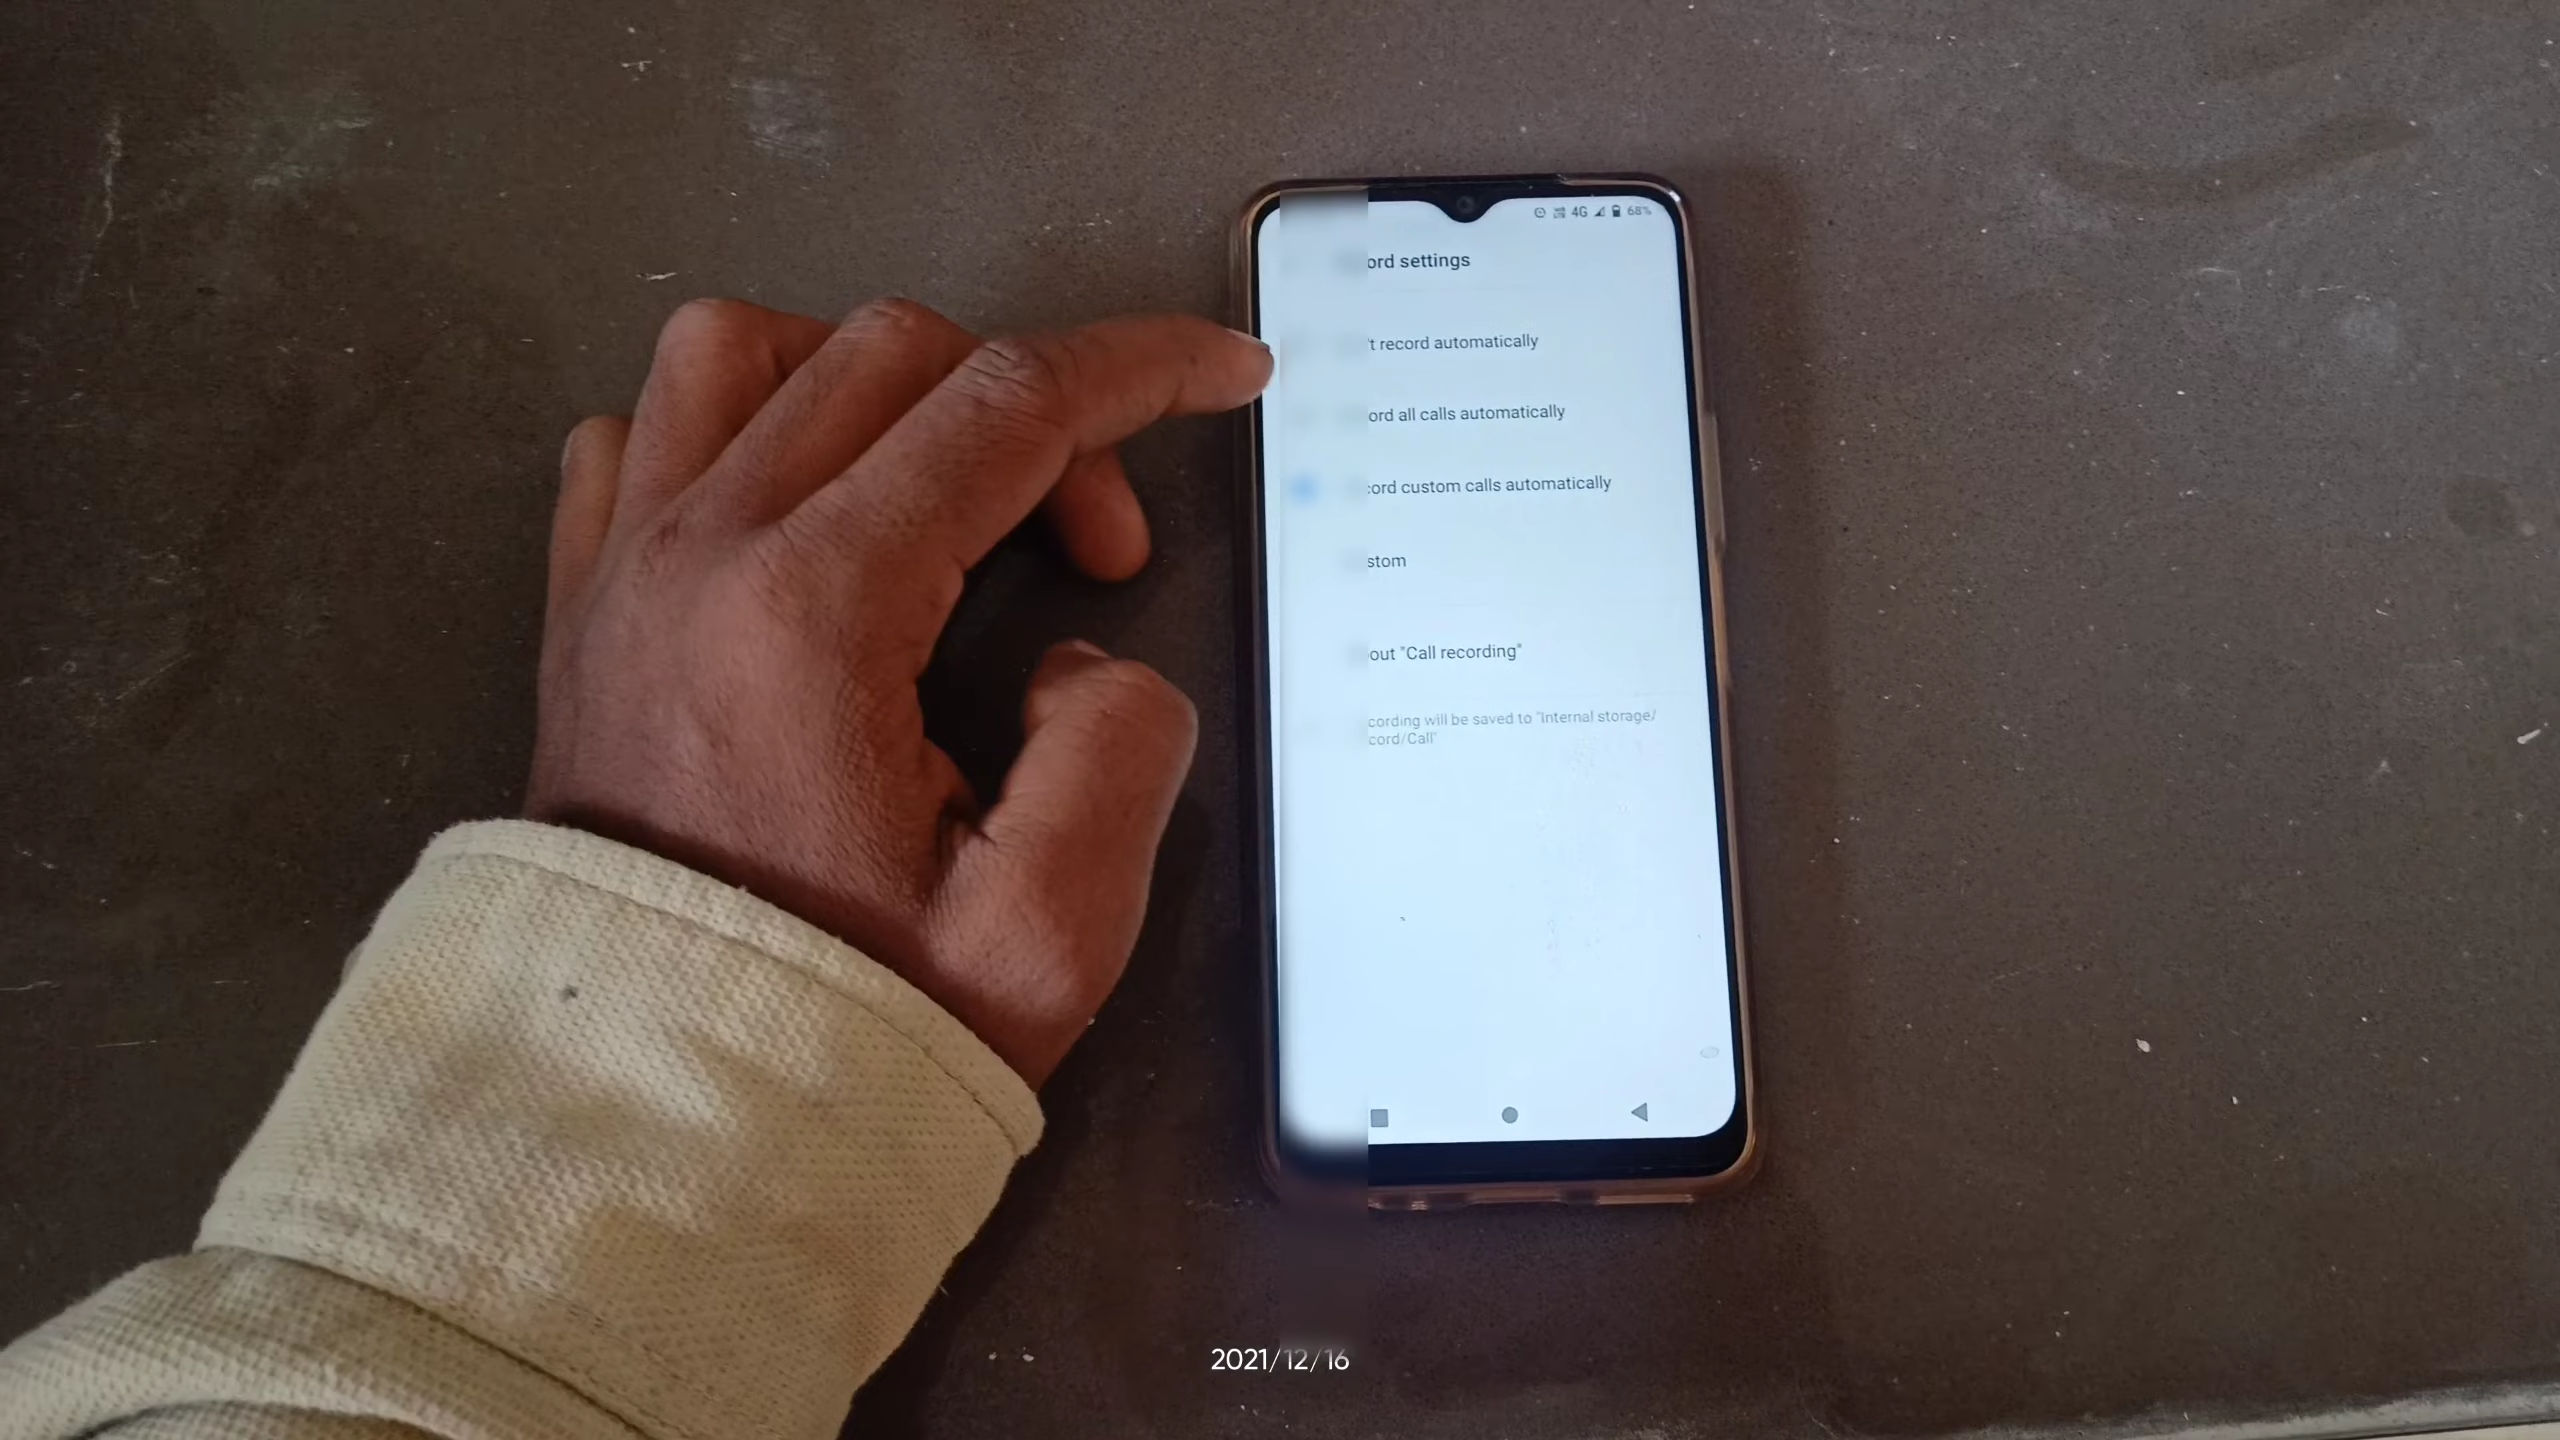 4G 68%
ord settings
't record automatically
ord all calls automatically
cord custom calls automatically
stom
out "Call recording"
cording will be saved to "Internal storage/
cord/Call"
2021/12/16